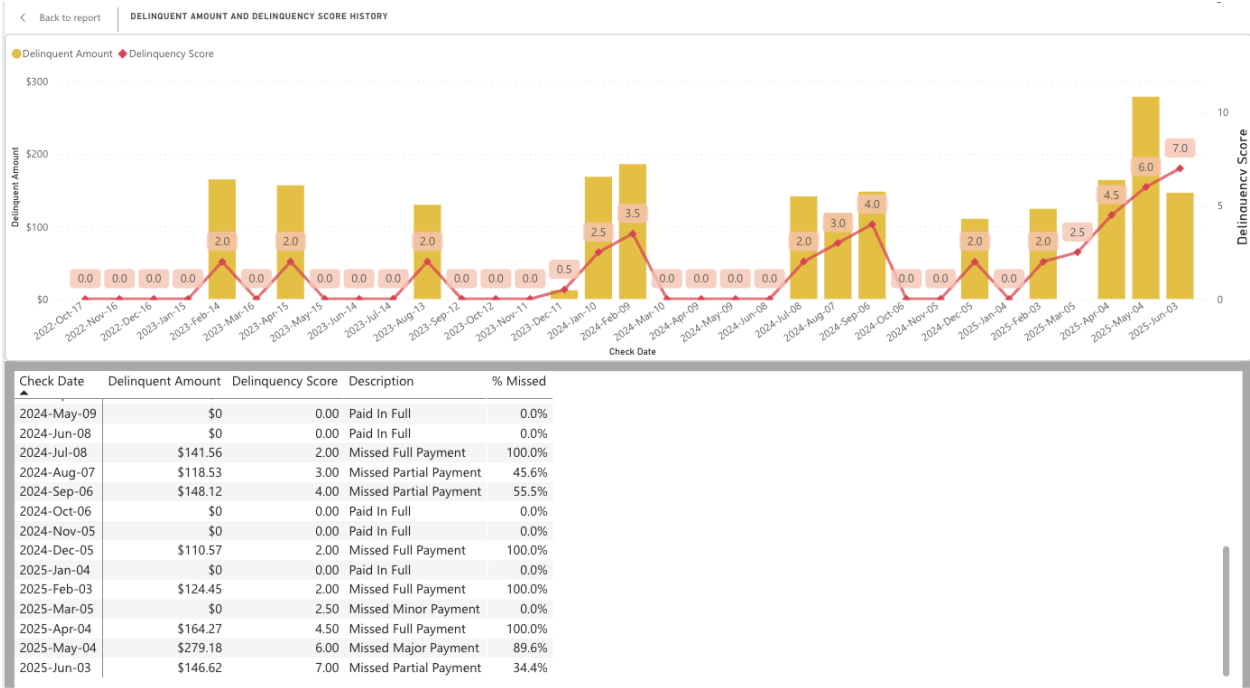 Back to report
DELINQUENT AMOUNT AND DELINQUENCY SCORE HISTORY
Delinquent Amount Delinquency Score
$300
$200
$100
$0
Delinquent Amount
10
5
0
Delinquency Score
0.0 0.0 0.0 0.0 2.0 0.0 2.0 0.0 0.0 0.0 2.0 0.0 0.0 0.0 0.5 2.5 3.5 0.0 0.0 0.0 0.0 2.0 3.0 4.0 0.0 0.0 2.0 0.0 2.0 2.5 4.5 6.0 7.0
2022-Oct-17 2022-Nov-16 2022-Dec-16 2023-Jan-15 2023-Feb-14 2023-Mar-16 2023-Apr-15 2023-May-15 2023-Jun-14 2023-Jul-14 2023-Aug-13 2023-Sep-12 2023-Oct-12 2023-Nov-11 2023-Dec-11 2024-Jan-10 2024-Feb-09 2024-Mar-10 2024-Apr-09 2024-May-09 2024-Jun-08 2024-Jul-08 2024-Aug-07 2024-Sep-06 2024-Oct-06 2024-Nov-05 2024-Dec-05 2025-Jan-04 2025-Feb-03 2025-Mar-05 2025-Apr-04 2025-May-04 2025-Jun-03
Check Date
Check Date Delinquent Amount Delinquency Score Description % Missed
2024-May-09 $0 0.00 Paid In Full 0.0%
2024-Jun-08 $0 0.00 Paid In Full 0.0%
2024-Jul-08 $141.56 2.00 Missed Full Payment 100.0%
2024-Aug-07 $118.53 3.00 Missed Partial Payment 45.6%
2024-Sep-06 $148.12 4.00 Missed Partial Payment 55.5%
2024-Oct-06 $0 0.00 Paid In Full 0.0%
2024-Nov-05 $0 0.00 Paid In Full 0.0%
2024-Dec-05 $110.57 2.00 Missed Full Payment 100.0%
2025-Jan-04 $0 0.00 Paid In Full 0.0%
2025-Feb-03 $124.45 2.00 Missed Full Payment 100.0%
2025-Mar-05 $0 2.50 Missed Minor Payment 0.0%
2025-Apr-04 $164.27 4.50 Missed Full Payment 100.0%
2025-May-04 $279.18 6.00 Missed Major Payment 89.6%
2025-Jun-03 $146.62 7.00 Missed Partial Payment 34.4%